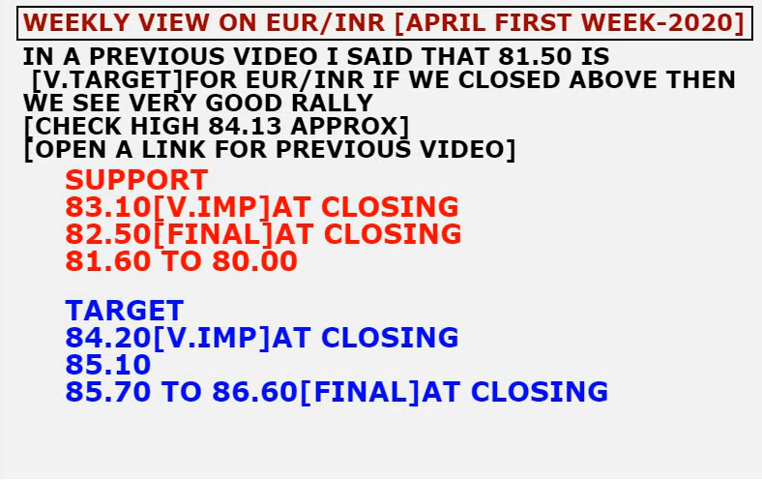 WEEKLY VIEW ON EUR/INR [APRIL FIRST WEEK-2020]
IN A PREVIOUS VIDEO I SAID THAT 81.50 IS
[V.TARGET]FOR EUR/INR IF WE CLOSED ABOVE THEN
WE SEE VERY GOOD RALLY
[CHECK HIGH 84.13 APPROX]
[OPEN A LINK FOR PREVIOUS VIDEO]
SUPPORT
83.10[V.IMP]AT CLOSING
82.50[FINAL]AT CLOSING
81.60 TO 80.00
TARGET
84.20[V.IMP]AT CLOSING
85.10
85.70 TO 86.60[FINAL]AT CLOSING